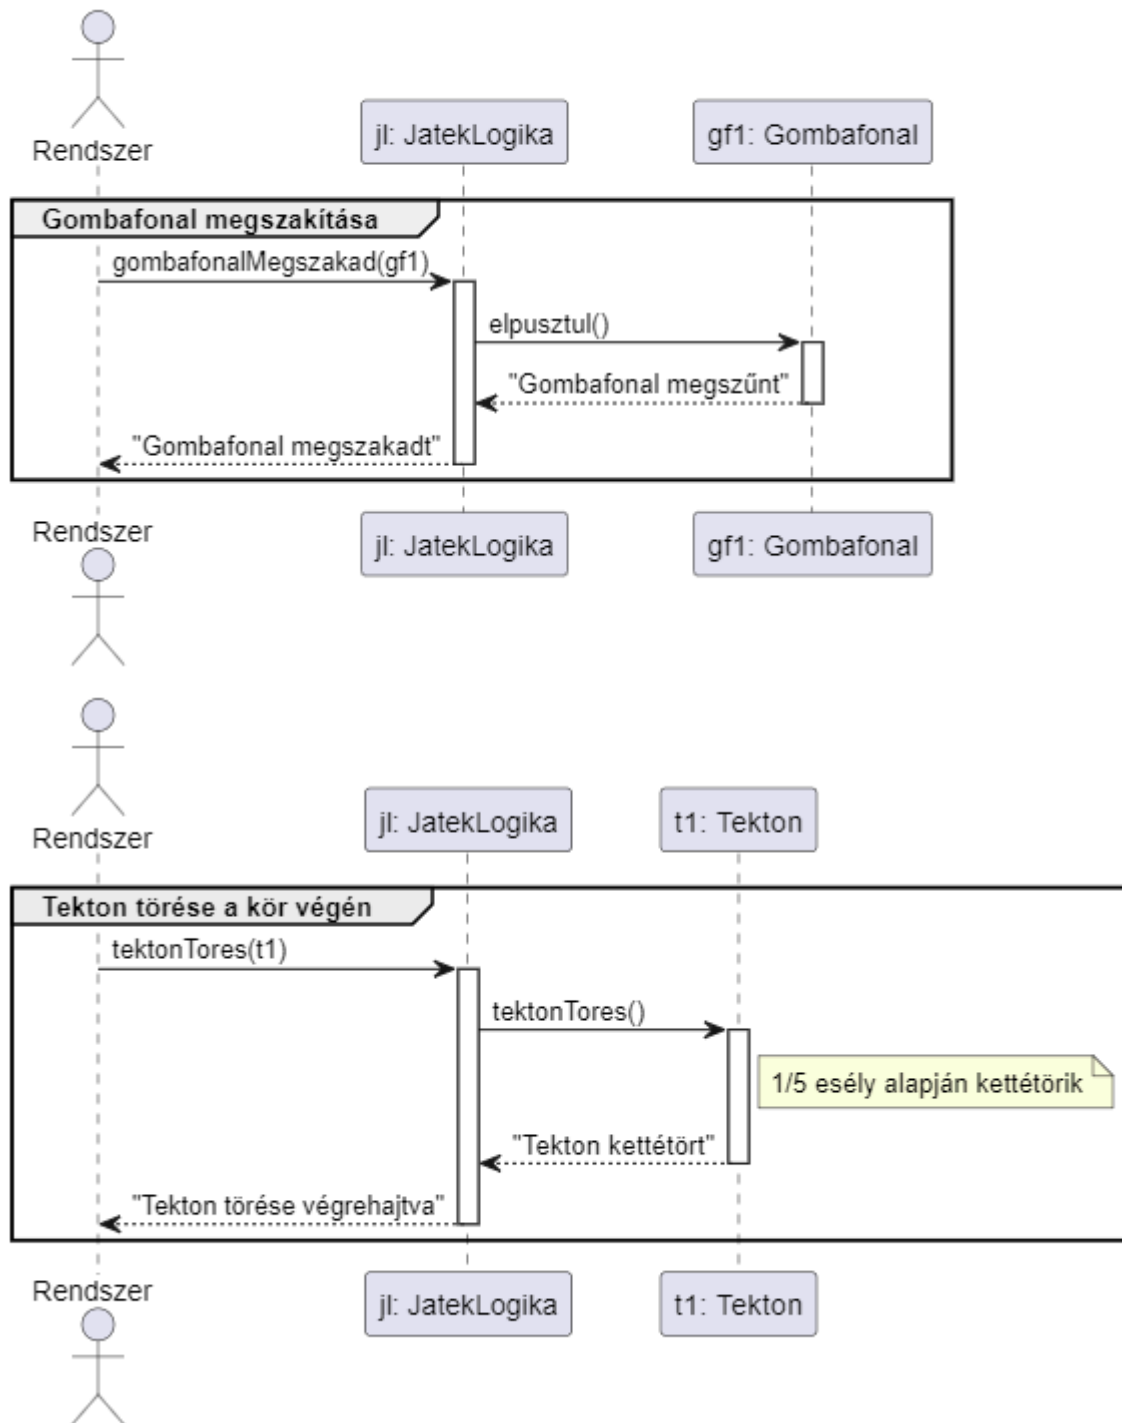 Rendszer
jl: JatekLogika
gf1: Gombafonal
Gombafonal megszakítása
gombafonalMegszakad(gf1)
elpusztul()
"Gombafonal megszűnt"
"Gombafonal megszakadt"
Rendszer
jl: JatekLogika
gf1: Gombafonal
Rendszer
jl: JatekLogika
t1: Tekton
Tekton törése a kör végén
tektonTores(t1)
tektonTores()
1/5 esély alapján kettétörik
"Tekton kettétört"
"Tekton törése végrehajtva"
Rendszer
jl: JatekLogika
t1: Tekton